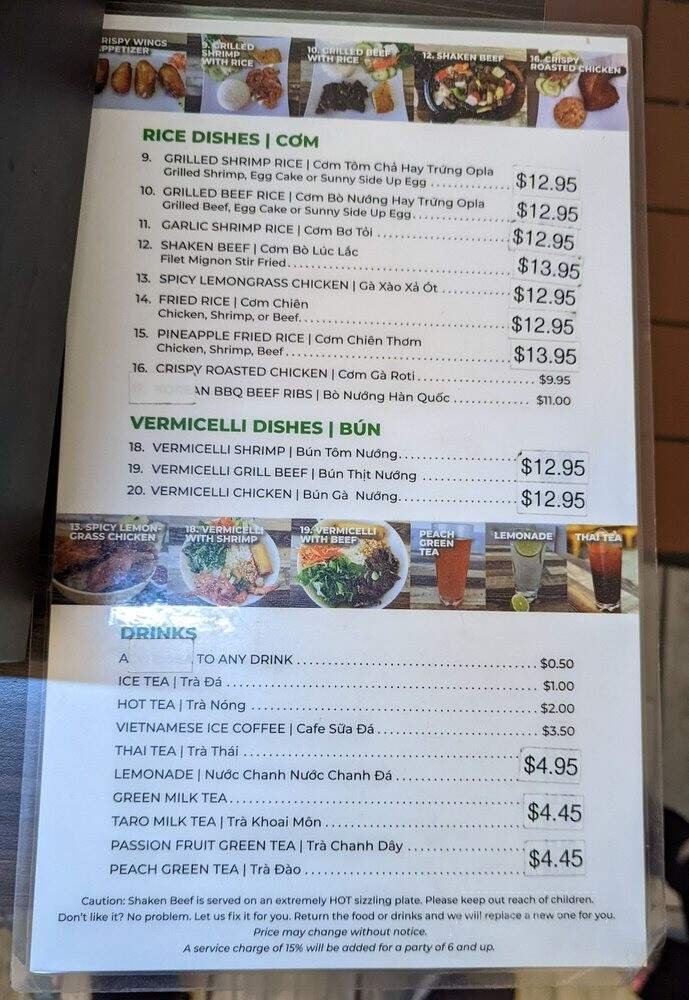 RISPY WINGS
PPETIZER
9. GRILLED
SHRIMP
WITH RICE
10. GRILLED BEEF
WITH RICE
12. SHAKEN BEEF
16. CRISPY
ROASTED CHICKEN
RICE DISHES | CƠM
9. GRILLED SHRIMP RICE | Cơm Tôm Chả Hay Trứng Opla
Grilled Shrimp, Egg Cake or Sunny Side Up Egg $12.95
10. GRILLED BEEF RICE | Cơm Bò Nướng Hay Trứng Opla
Grilled Beef, Egg Cake or Sunny Side Up Egg $12.95
11. GARLIC SHRIMP RICE | Cơm Bơ Tỏi $12.95
12. SHAKEN BEEF | Cơm Bò Lúc Lắc
Filet Mignon Stir Fried $13.95
13. SPICY LEMONGRASS CHICKEN | Gà Xào Xả Ớt $12.95
14. FRIED RICE | Cơm Chiên
Chicken, Shrimp, or Beef. $12.95
15. PINEAPPLE FRIED RICE | Cơm Chiên Thơm
Chicken, Shrimp, Beef $13.95
16. CRISPY ROASTED CHICKEN | Cơm Gà Roti $9.95
AN BBQ BEEF RIBS | Bò Nướng Hàn Quốc $11.00
VERMICELLI DISHES | BÚN
18. VERMICELLI SHRIMP | Bún Tôm Nướng
19. VERMICELLI GRILL BEEF | Bún Thịt Nướng $12.95
20. VERMICELLI CHICKEN | Bún Gà Nướng $12.95
13. SPICY LEMON-
GRASS CHICKEN
18. VERMICELLI
WITH SHRIMP
19. VERMICELLI
WITH BEEF
PEACH
GREEN
TEA
LEMONADE
THAI TEA
DRINKS
A TO ANY DRINK $0.50
ICE TEA | Trà Đá $1.00
HOT TEA | Trà Nóng $2.00
VIETNAMESE ICE COFFEE | Cafe Sữa Đá $3.50
THAI TEA | Trà Thái
$4.95
LEMONADE | Nước Chanh Nước Chanh Đá
GREEN MILK TEA
$4.45
TARO MILK TEA | Trà Khoai Môn
PASSION FRUIT GREEN TEA | Trà Chanh Dây
$4.45
PEACH GREEN TEA | Trà Đào
Caution: Shaken Beef is served on an extremely HOT sizzling plate. Please keep out reach of children.
Don't like it? No problem. Let us fix it for you. Return the food or drinks and we will replace a new one for you.
Price may change without notice.
A service charge of 15% will be added for a party of 6 and up.